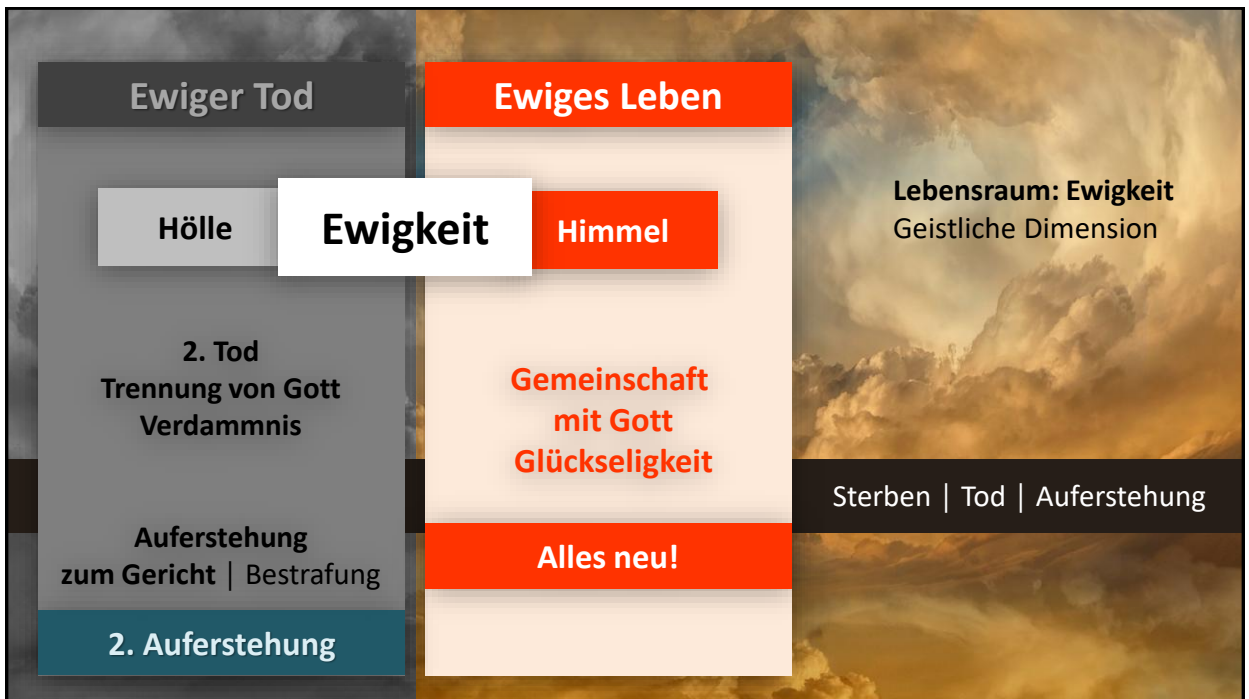 Ewiger Tod
Hölle
Ewigkeit
2. Tod
Trennung von Gott
Verdammnis
Auferstehung
zum Gericht | Bestrafung
2. Auferstehung
Ewiges Leben
Himmel
Gemeinschaft
mit Gott
Glückseligkeit
Alles neu!
Lebensraum: Ewigkeit
Geistliche Dimension
Sterben | Tod | Auferstehung